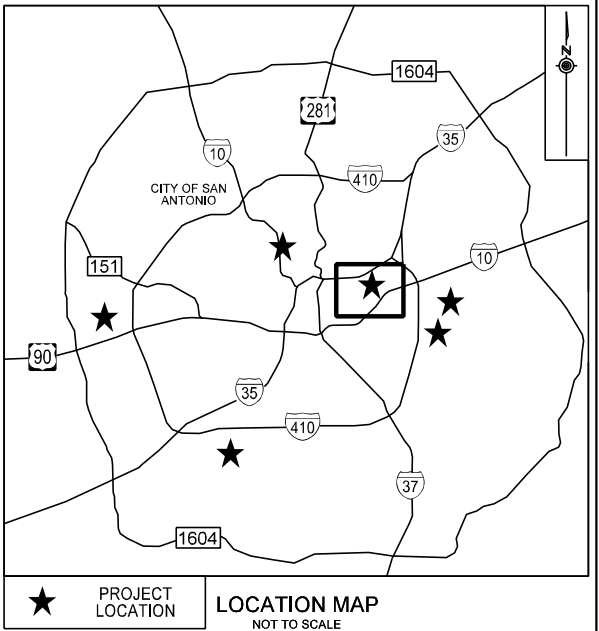 1604
N
281
35
10
410
CITY OF SAN
ANTONIO
10
151
90
35
410
37
1604
PROJECT
LOCATION
LOCATION MAP
NOT TO SCALE